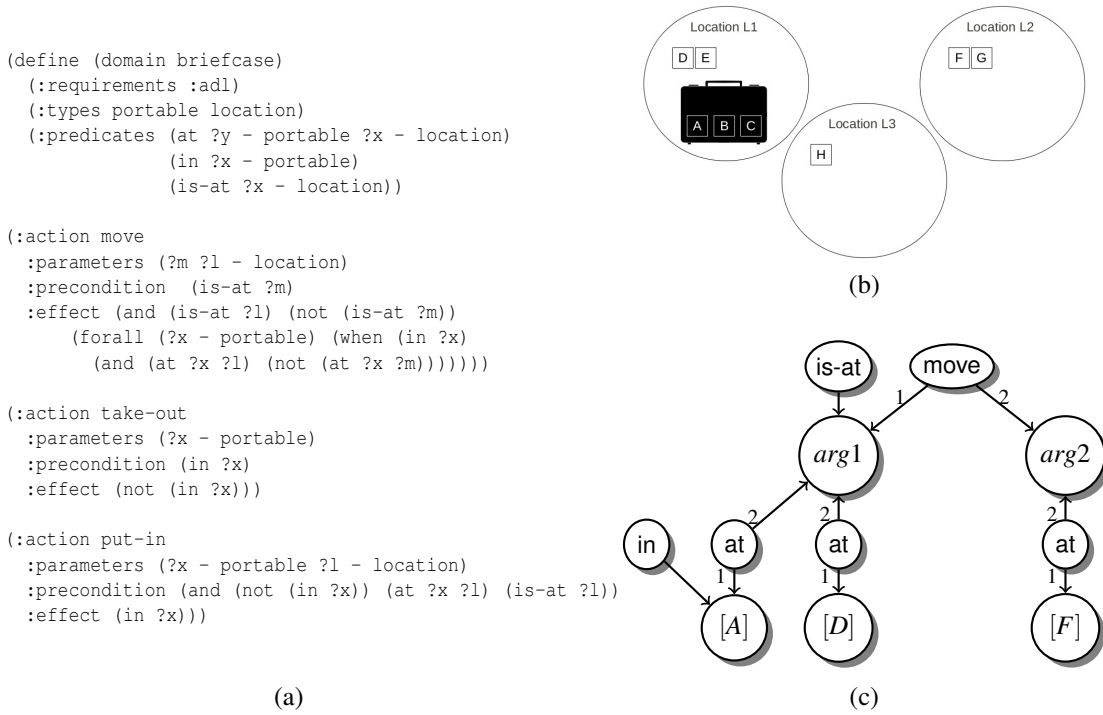 (define (domain briefcase)
(:requirements :adl)
(:types portable location)
(:predicates (at ?y - portable ?x - location)
(in ?x - portable)
(is-at ?x - location))
(:action move
:parameters (?m ?l - location)
:precondition (is-at ?m)
:effect (and (is-at ?l) (not (is-at ?m))
(forall (?x - portable) (when (in ?x)
(and (at ?x ?l) (not (at ?x ?m)))))))
(:action take-out
:parameters (?x - portable)
:precondition (in ?x)
:effect (not (in ?x)))
(:action put-in
:parameters (?x - portable ?l - location)
:precondition (and (not (in ?x)) (at ?x ?l) (is-at ?l))
:effect (in ?x)))
(a)
Location L1
D E
A B C
Location L2
F G
Location L3
H
(b)
is-at move
1 2
arg1 arg2
2 2 2
in at at at
1 1 1
[A] [D] [F]
(c)